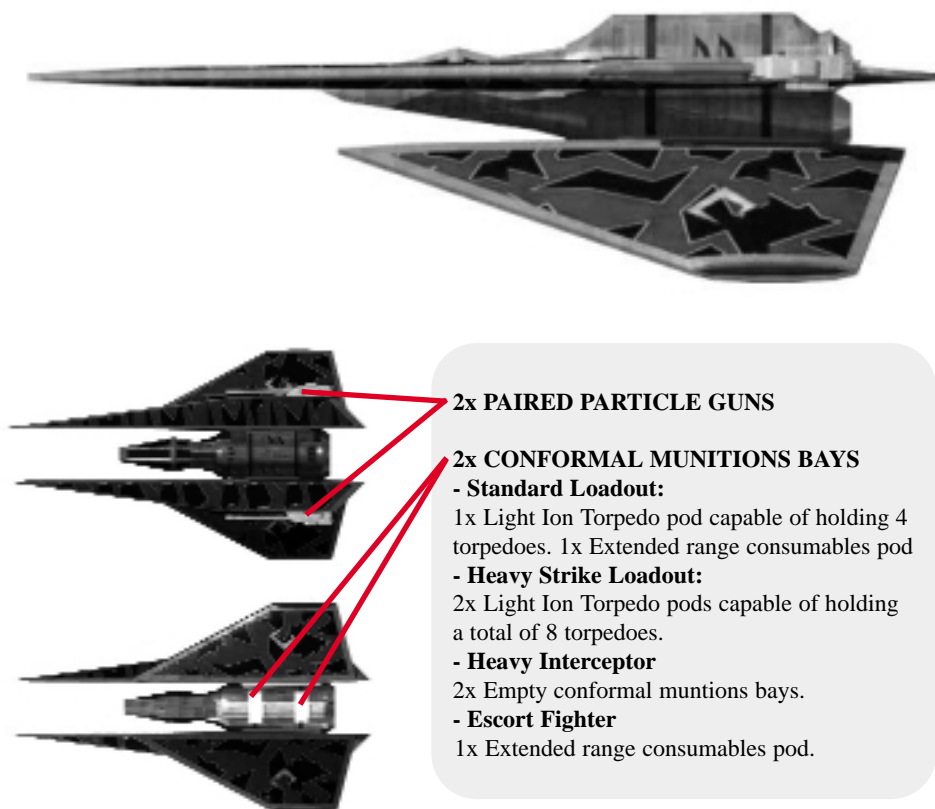 2x PAIRED PARTICLE GUNS
2x CONFORMAL MUNITIONS BAYS
- Standard Loadout:
1x Light Ion Torpedo pod capable of holding 4
torpedoes. 1x Extended range consumables pod
- Heavy Strike Loadout:
2x Light Ion Torpedo pods capable of holding
a total of 8 torpedoes.
- Heavy Interceptor
2x Empty conformal muntions bays.
- Escort Fighter
1x Extended range consumables pod.